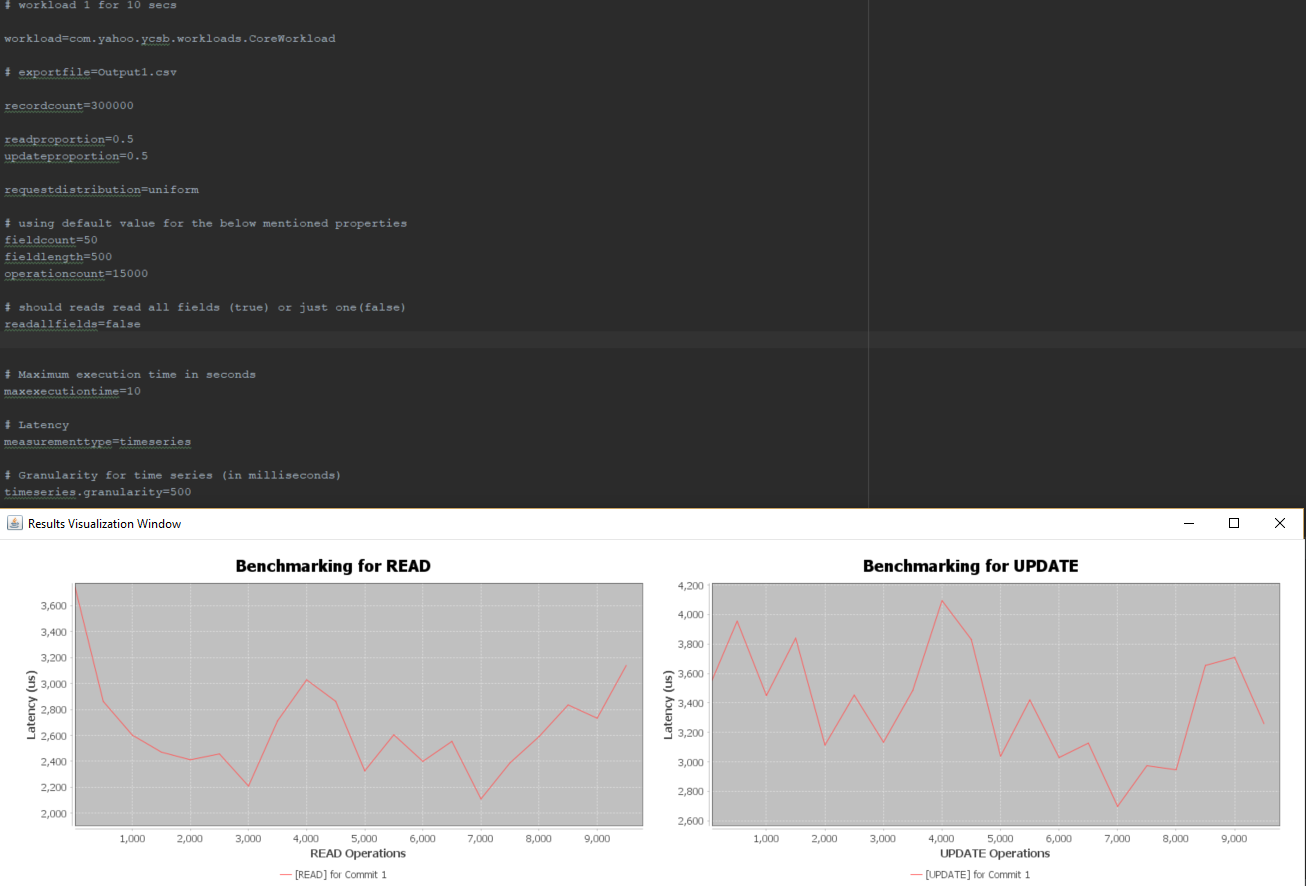 # workload 1 for 10 secs
workload=com.yahoo.ycsb.workloads.CoreWorkload
# exportfile=Output1.csv
recordcount=300000
readproportion=0.5
updateproportion=0.5
requestdistribution=uniform
# using default value for the below mentioned properties
fieldcount=50
fieldlength=500
operationcount=15000
# should reads read all fields (true) or just one(false)
readallfields=false
# Maximum execution time in seconds
maxexecutiontime=10
# Latency
measurementtype=timeseries
# Granularity for time series (in milliseconds)
timeseries.granularity=500
Results Visualization Window
Benchmarking for READ
3,600
3,400
3,200
3,000
2,800
2,600
2,400
2,200
2,000
Latency (us)
1,000 2,000 3,000 4,000 5,000 6,000 7,000 8,000 9,000
READ Operations
[READ] for Commit 1
Benchmarking for UPDATE
4,200
4,000
3,800
3,600
3,400
3,200
3,000
2,800
2,600
Latency (us)
1,000 2,000 3,000 4,000 5,000 6,000 7,000 8,000 9,000
UPDATE Operations
[UPDATE] for Commit 1